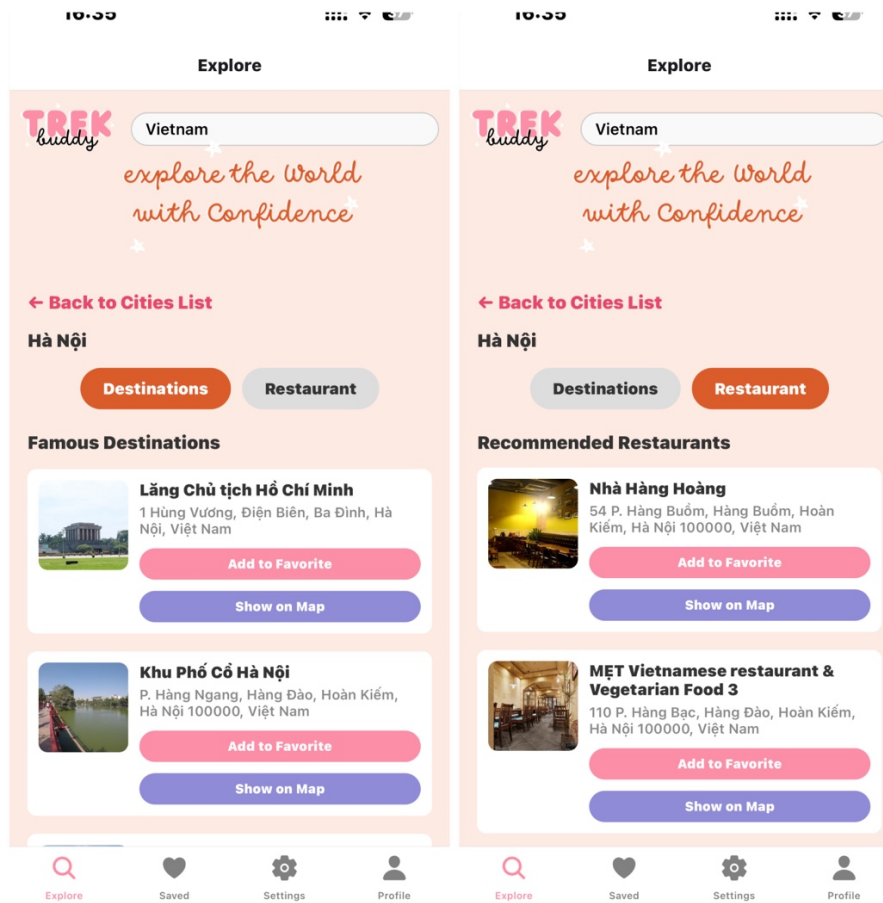 16:35
Explore
TREK
buddy
Vietnam
explore the World
with Confidence
← Back to Cities List
Hà Nội
Destinations
Restaurant
Famous Destinations
Lăng Chủ tịch Hồ Chí Minh
1 Hùng Vương, Điện Biên, Ba Đình, Hà
Nội, Việt Nam
Add to Favorite
Show on Map
Khu Phố Cổ Hà Nội
P. Hàng Ngang, Hàng Đào, Hoàn Kiếm,
Hà Nội 100000, Việt Nam
Add to Favorite
Show on Map
Explore
Saved
Settings
Profile
16:35
Explore
TREK
buddy
Vietnam
explore the World
with Confidence
← Back to Cities List
Hà Nội
Destinations
Restaurant
Recommended Restaurants
Nhà Hàng Hoàng
54 P. Hàng Buồm, Hàng Buồm, Hoàn
Kiếm, Hà Nội 100000, Việt Nam
Add to Favorite
Show on Map
MẸT Vietnamese restaurant &
Vegetarian Food 3
110 P. Hàng Bạc, Hàng Đào, Hoàn Kiếm,
Hà Nội 100000, Việt Nam
Add to Favorite
Show on Map
Explore
Saved
Settings
Profile